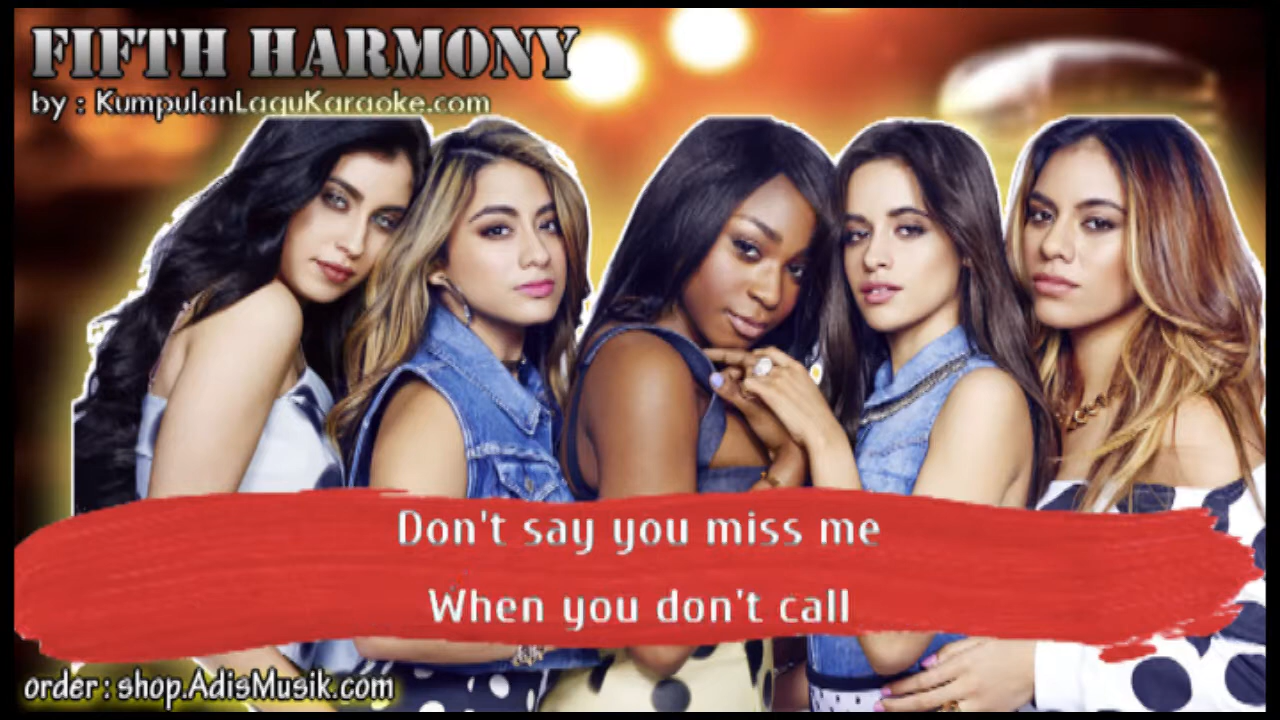 FIFTH HARMONY
by : KumpulanLaguKaraoke.com
Don't say you miss me
When you don't call
order : shop.AdisMusik.com